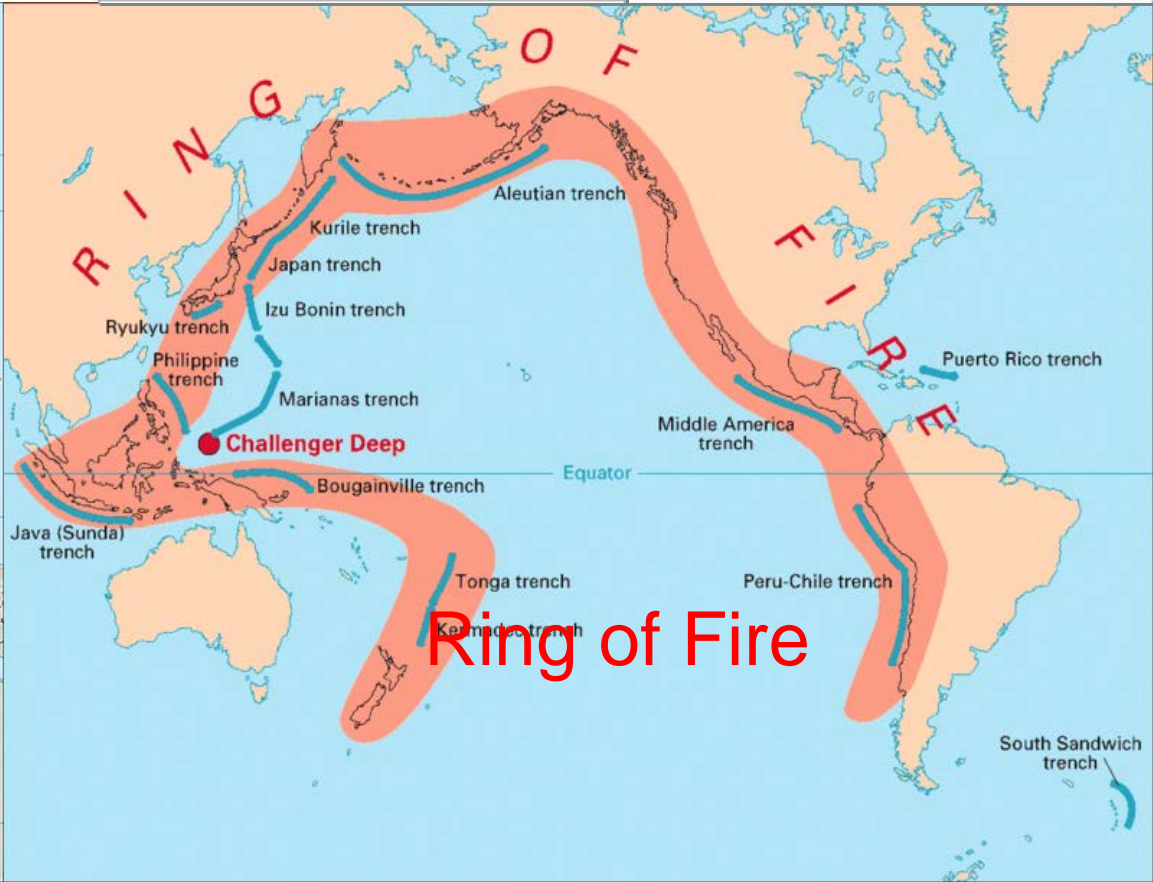 RING OF FIRE
Aleutian trench
Kurile trench
Japan trench
Izu Bonin trench
Ryukyu trench
Philippine
trench
Puerto Rico trench
Marianas trench
Middle America
trench
Challenger Deep
Equator
Bougainville trench
Java (Sunda)
trench
Tonga trench
Peru-Chile trench
Kermadec trench
Ring of Fire
South Sandwich
trench